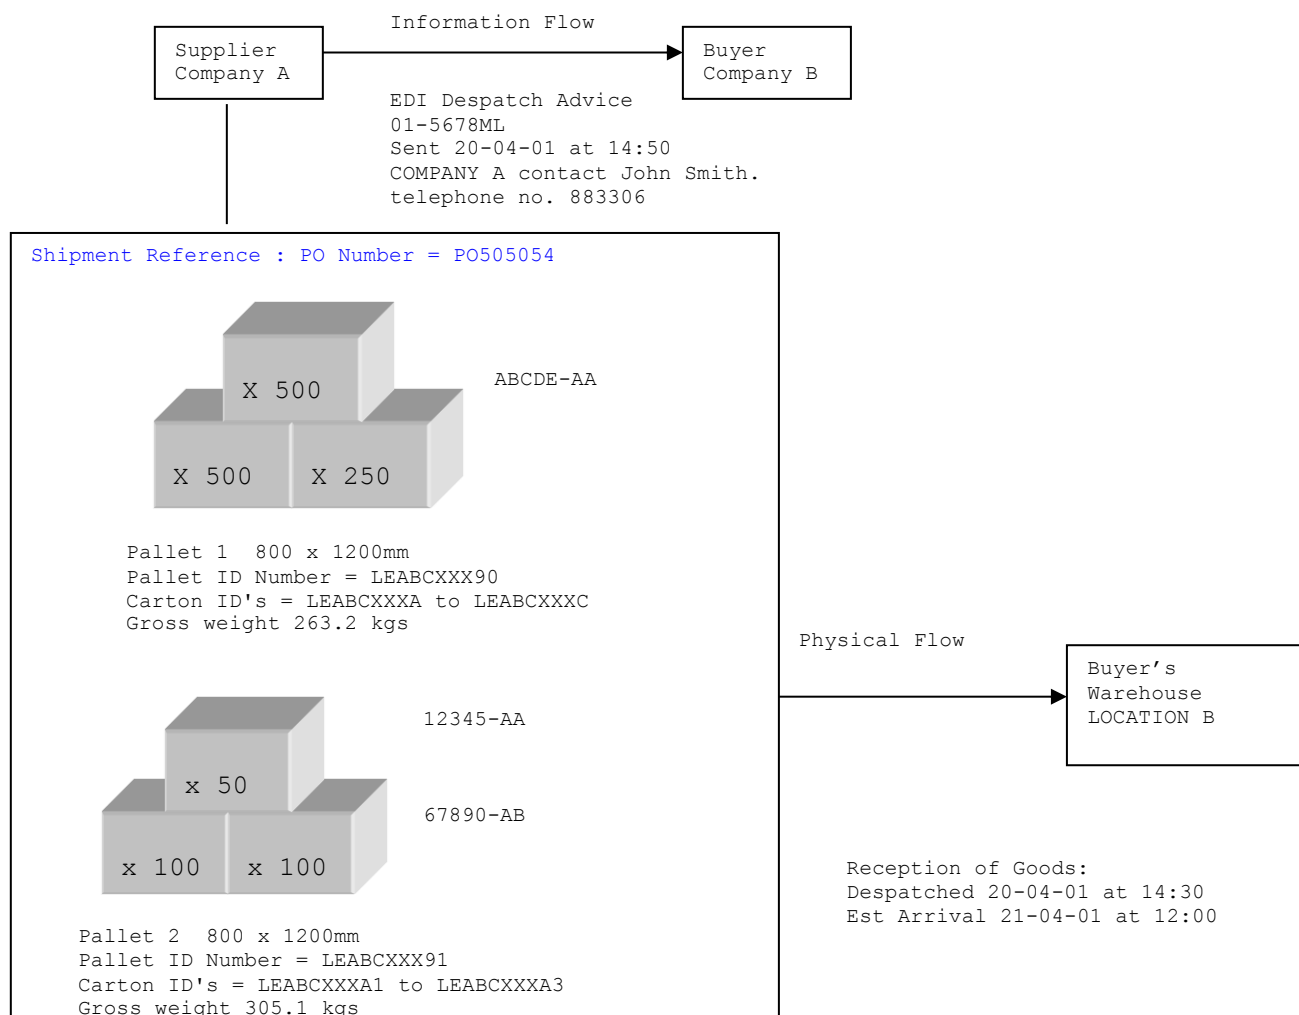 Information Flow
Supplier
Company A
Buyer
Company B
EDI Despatch Advice
01-5678ML
Sent 20-04-01 at 14:50
COMPANY A contact John Smith.
telephone no. 883306
Shipment Reference : PO Number = PO505054
X 500
ABCDE-AA
X 500 X 250
Pallet 1 800 x 1200mm
Pallet ID Number = LEABCXXX90
Carton ID's = LEABCXXXA to LEABCXXXC
Gross weight 263.2 kgs
Physical Flow
Buyer’s
Warehouse
LOCATION B
12345-AA
x 50
67890-AB
x 100 x 100
Reception of Goods:
Despatched 20-04-01 at 14:30
Est Arrival 21-04-01 at 12:00
Pallet 2 800 x 1200mm
Pallet ID Number = LEABCXXX91
Carton ID's = LEABCXXXA1 to LEABCXXXA3
Gross weight 305.1 kgs